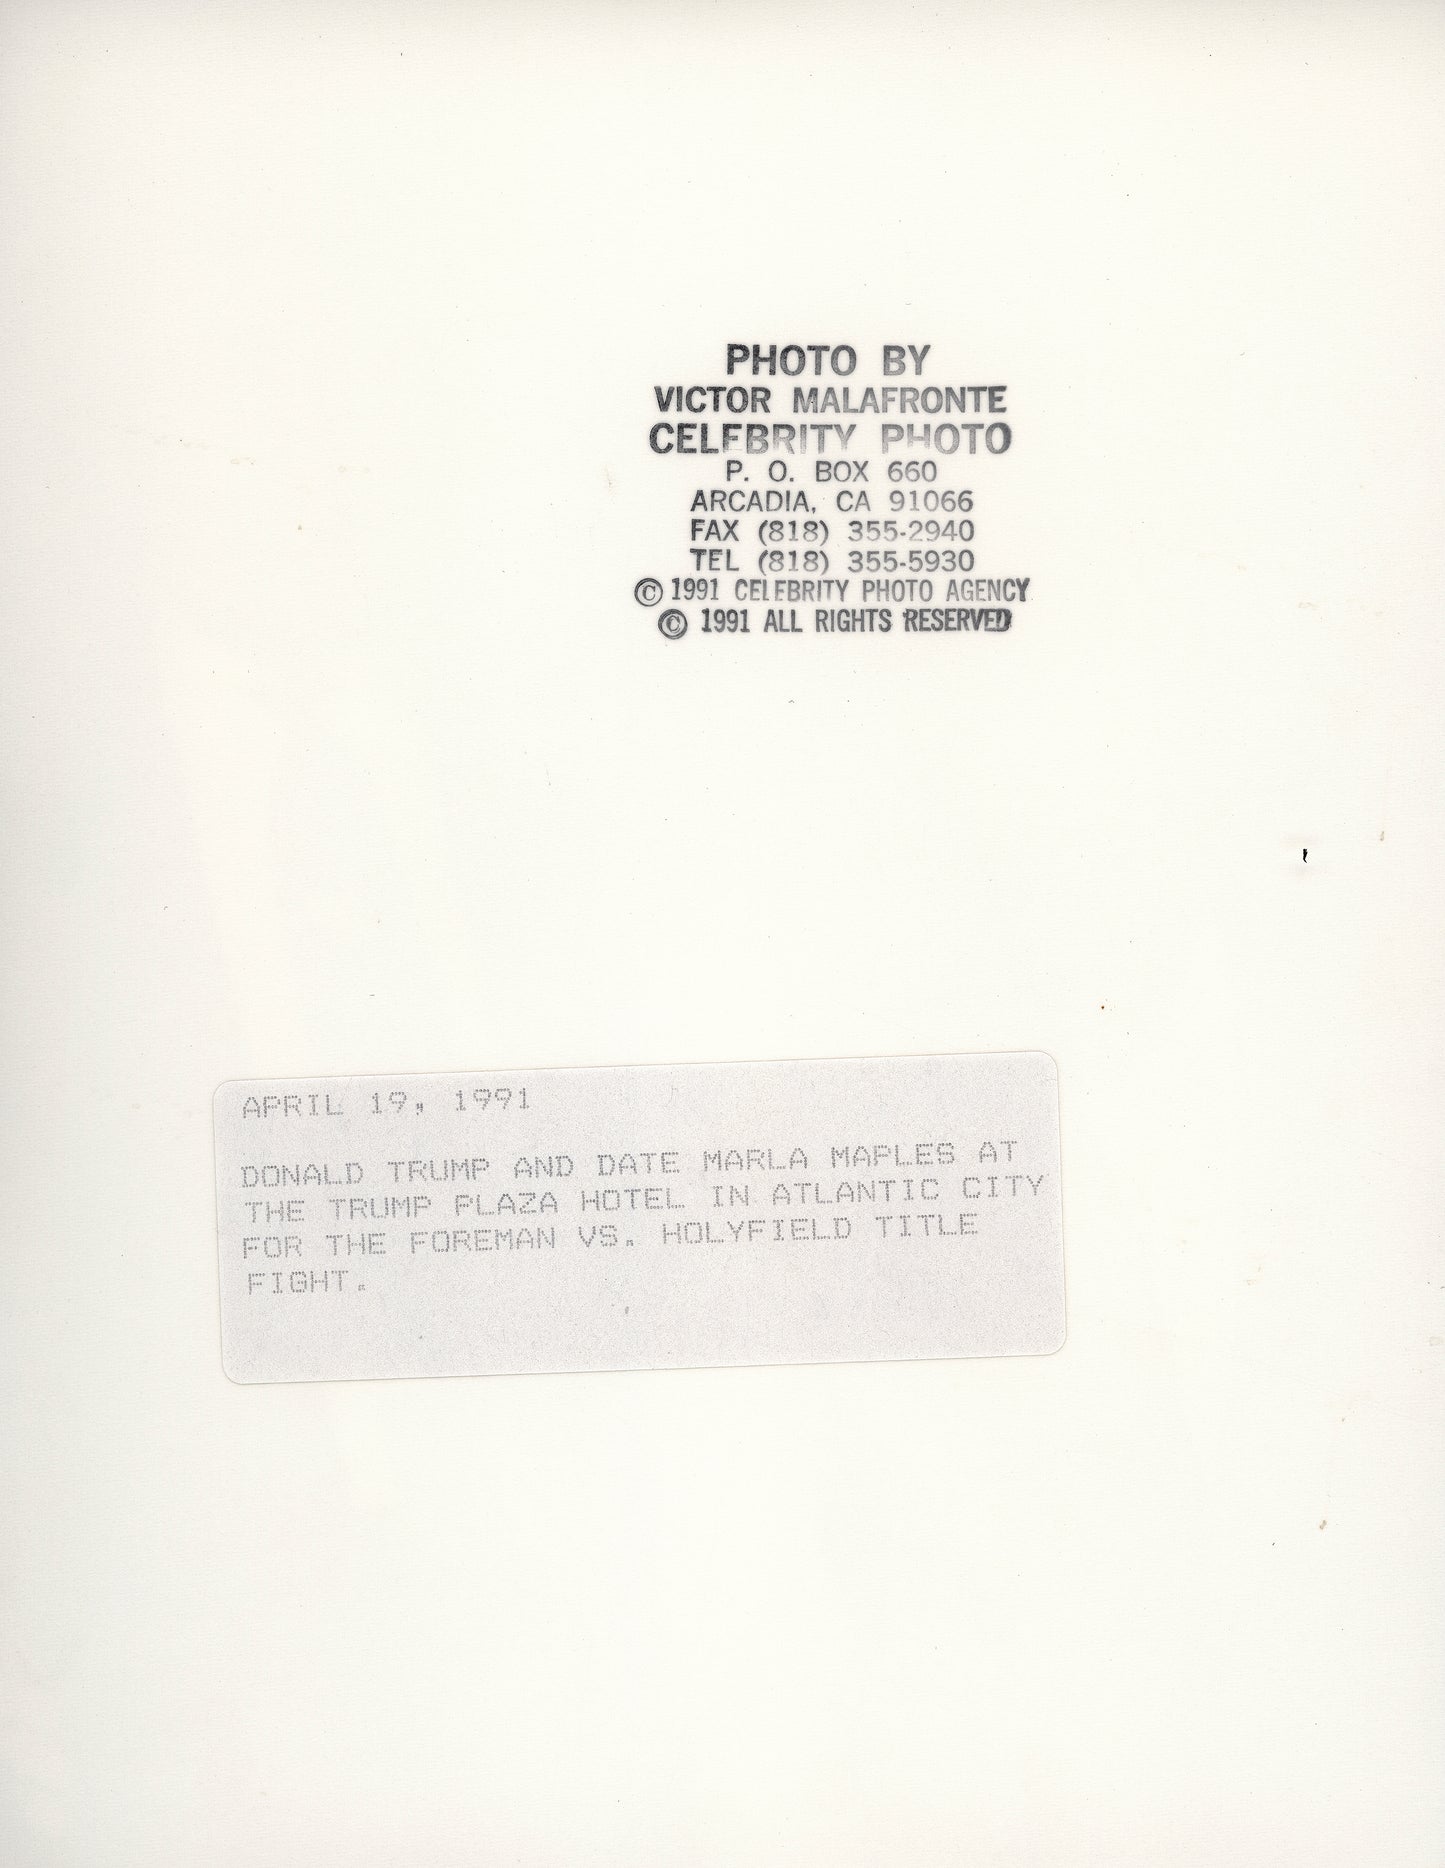 PHOTO BY
VICTOR MALAFRONTE
CELEBRITY PHOTO
P. O. BOX 660
ARCADIA, CA 91066
FAX (818) 355-2940
TEL (818) 355-5930
© 1991 CELEBRITY PHOTO AGENCY
© 1991 ALL RIGHTS RESERVED
APRIL 19, 1991
DONALD TRUMP AND DATE MARLA MAPLES AT
THE TRUMP PLAZA HOTEL IN ATLANTIC CITY
FOR THE FOREMAN VS. HOLYFIELD TITLE
FIGHT.